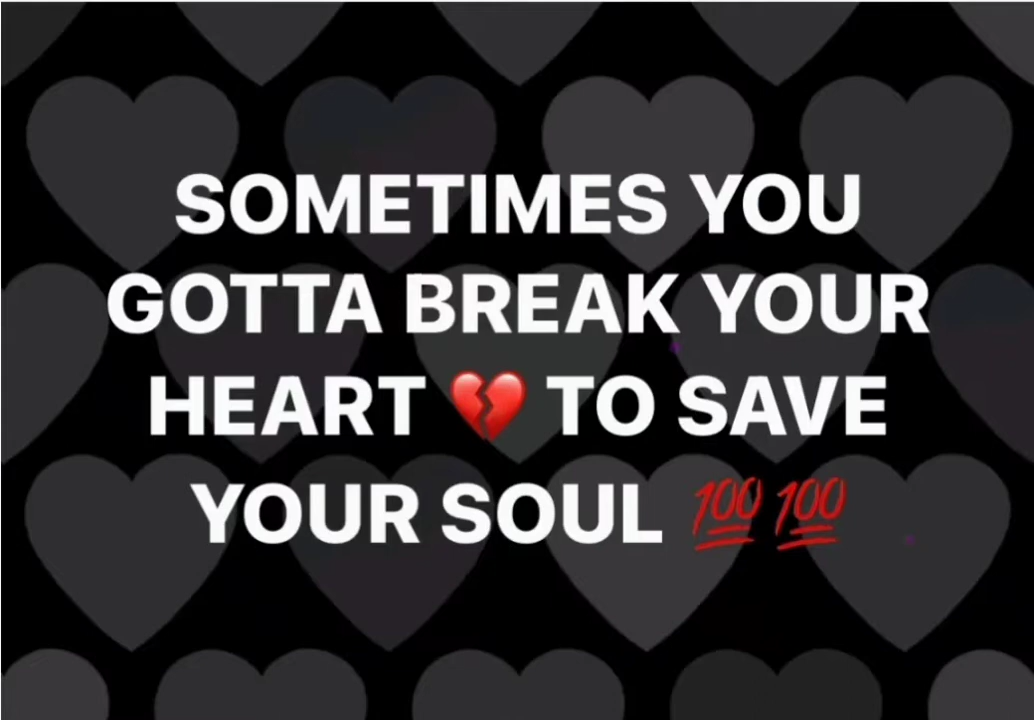 SOMETIMES YOU
GOTTA BREAK YOUR
HEART 💔 TO SAVE
YOUR SOUL 💯💯